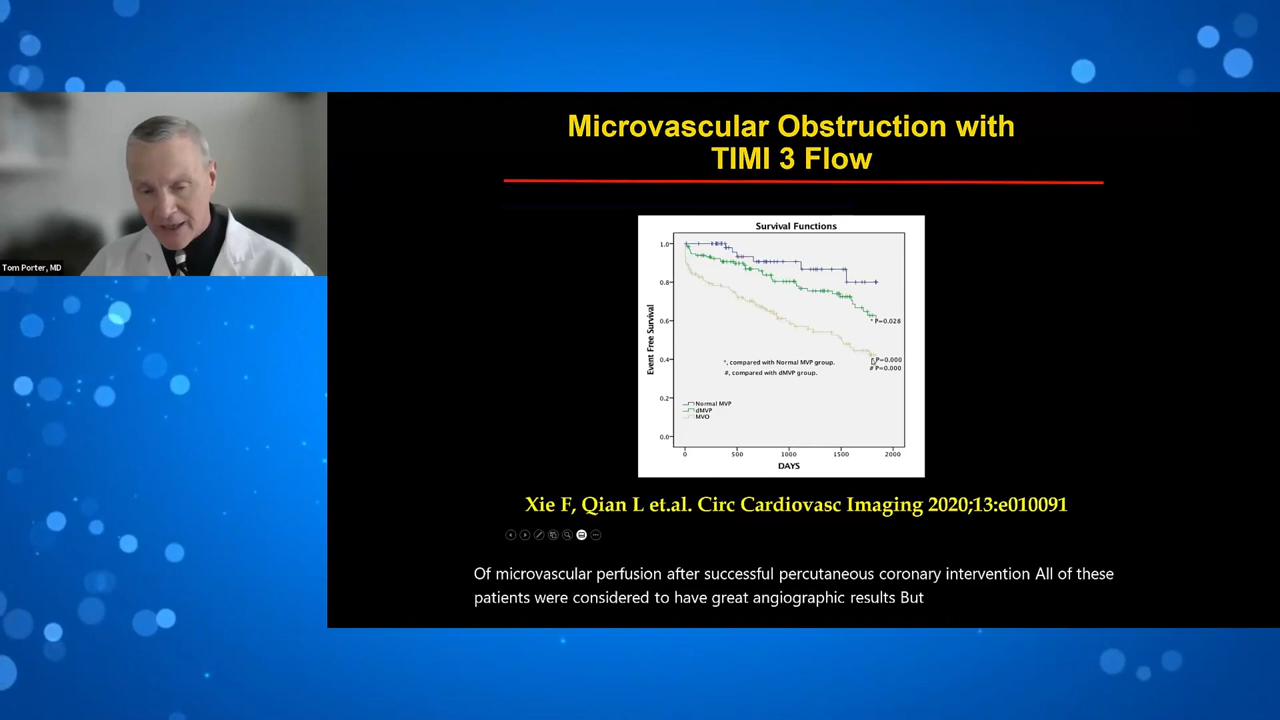 Microvascular Obstruction with
TIMI 3 Flow
Tom Porter, MD
Survival Functions
Event Free Survival
1.0
0.8
0.6
0.4
0.2
0.0
* P=0.028
* P=0.000
# P=0.000
*, compared with Normal MVP group.
#, compared with dMVP group.
Normal MVP
dMVP
MVO
0 500 1000 1500 2000
DAYS
Xie F, Qian L et.al. Circ Cardiovasc Imaging 2020;13:e010091
Of microvascular perfusion after successful percutaneous coronary intervention All of these
patients were considered to have great angiographic results But